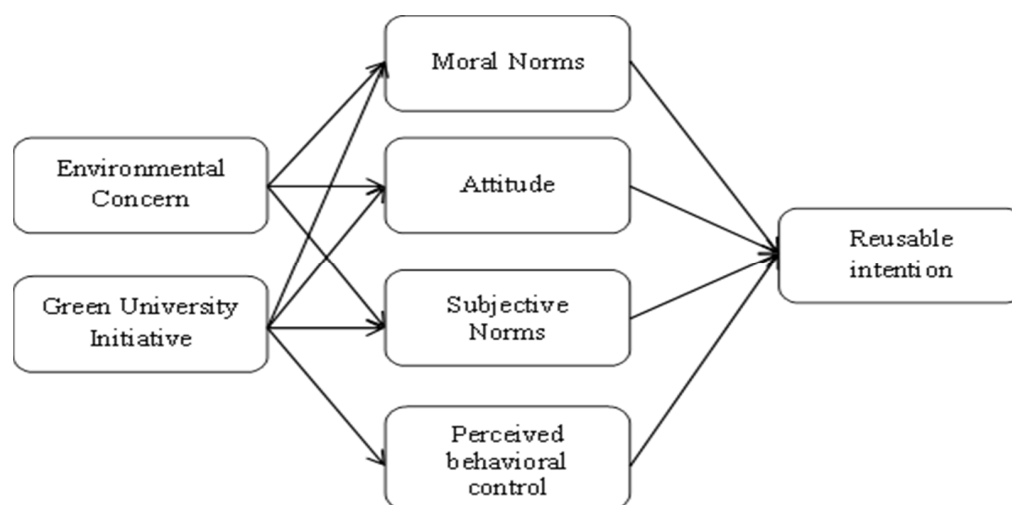 Moral Norms
Environmental
Concern
Attitude
Reusable
intention
Green University
Initiative
Subjective
Norms
Perceived
behavioral
control